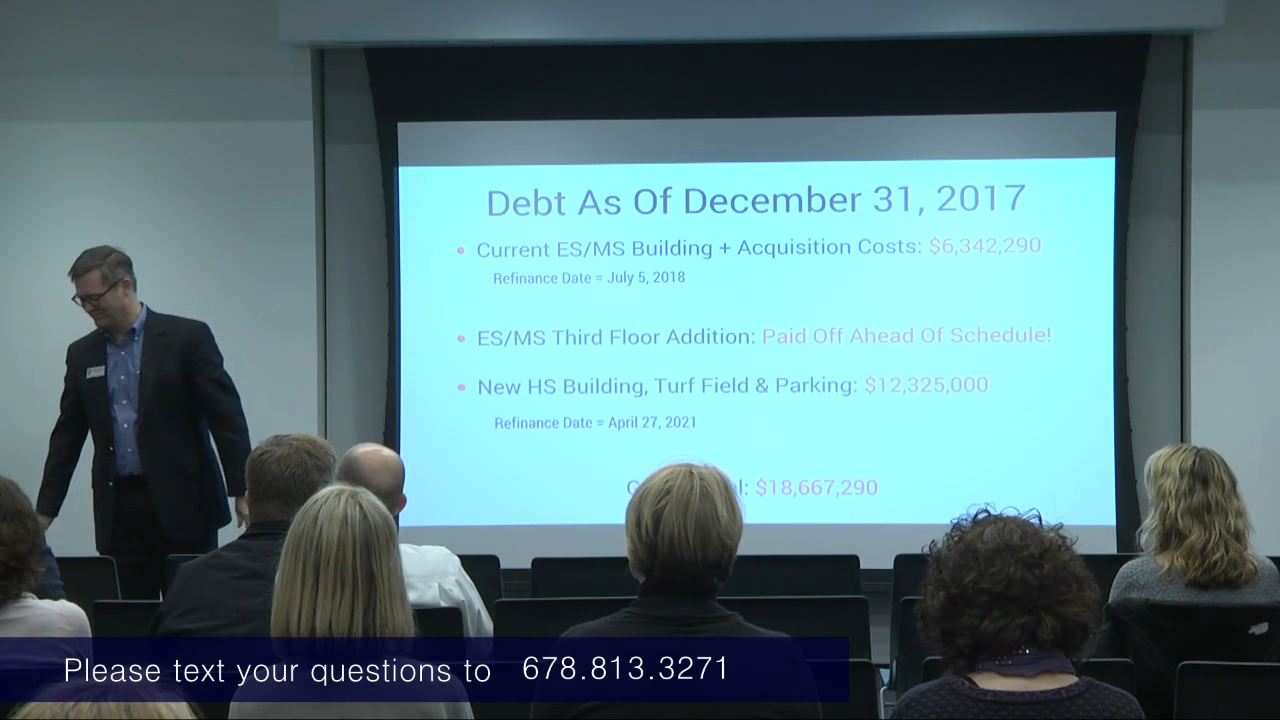 Debt As Of December 31, 2017
• Current ES/MS Building + Acquisition Costs: $6,342,290
Refinance Date = July 5, 2018
• ES/MS Third Floor Addition: Paid Off Ahead Of Schedule!
• New HS Building, Turf Field & Parking: $12,325,000
Refinance Date = April 27, 2021
$18,667,290
Please text your questions to 678.813.3271